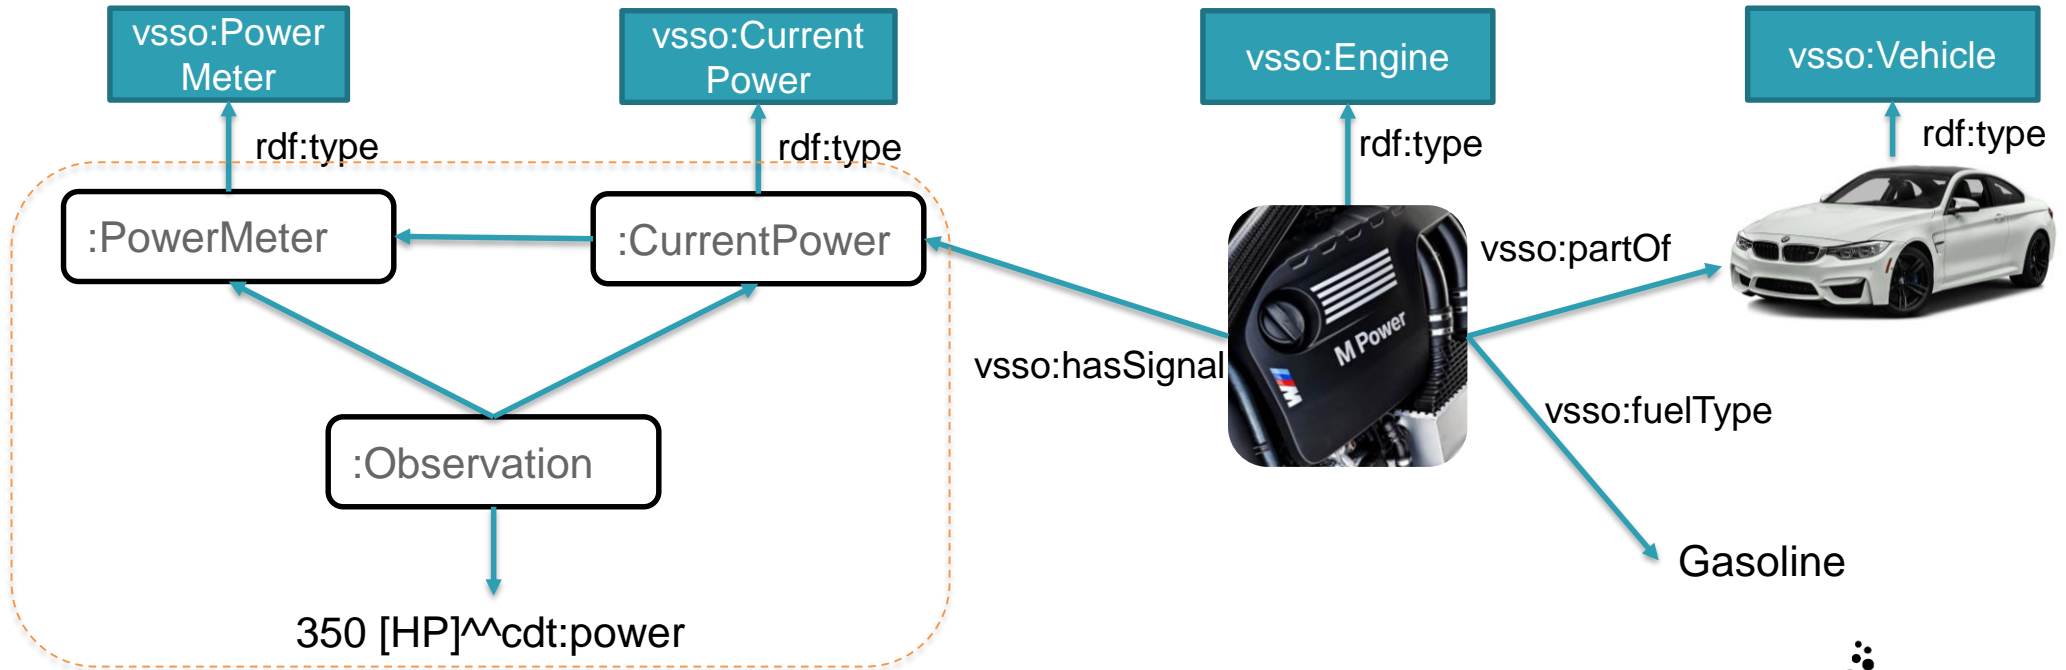 vsso:Power
Meter
vsso:Current
Power
vsso:Engine
vsso:Vehicle
rdf:type
rdf:type
rdf:type
rdf:type
:PowerMeter
:CurrentPower
vsso:partOf
M Power
M
vsso:hasSignal
vsso:fuelType
:Observation
Gasoline
350 [HP]^^cdt:power